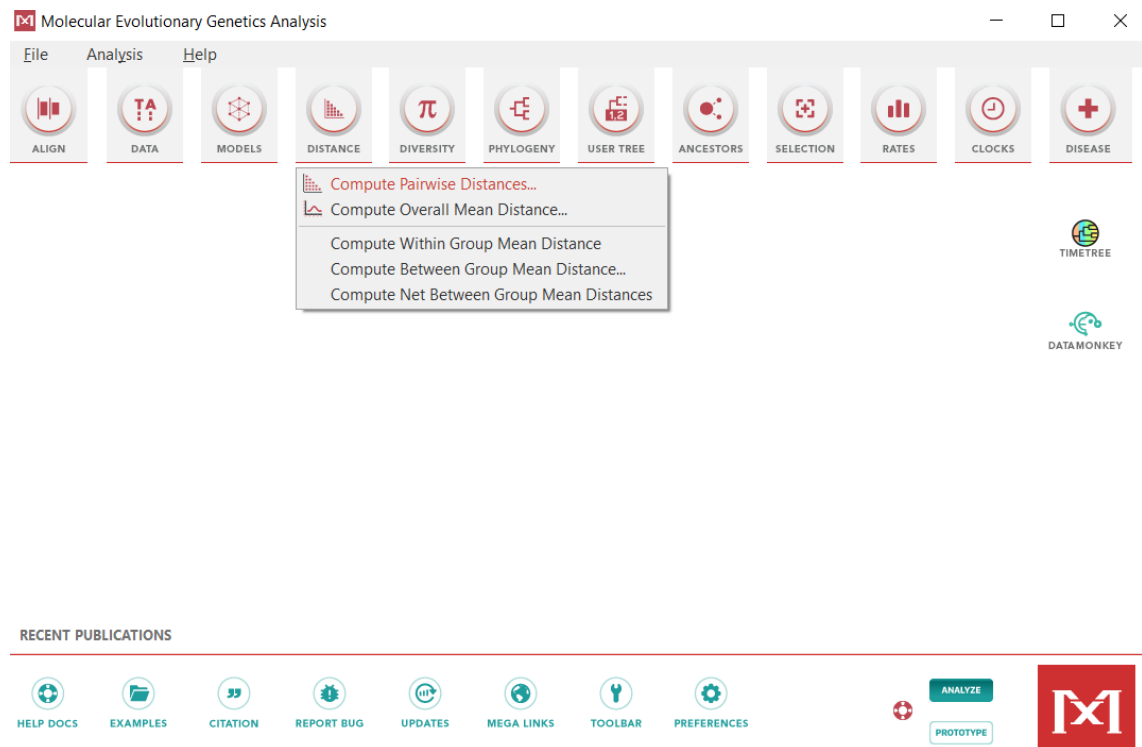 Molecular Evolutionary Genetics Analysis
File Analysis Help
TA
π
1,2
ALIGN DATA MODELS DISTANCE DIVERSITY PHYLOGENY USER TREE ANCESTORS SELECTION RATES CLOCKS DISEASE
Compute Pairwise Distances...
Compute Overall Mean Distance...
Compute Within Group Mean Distance
Compute Between Group Mean Distance...
Compute Net Between Group Mean Distances
TIMETREE
DATAMONKEY
RECENT PUBLICATIONS
HELP DOCS EXAMPLES CITATION REPORT BUG UPDATES MEGA LINKS TOOLBAR PREFERENCES
ANALYZE
PROTOTYPE